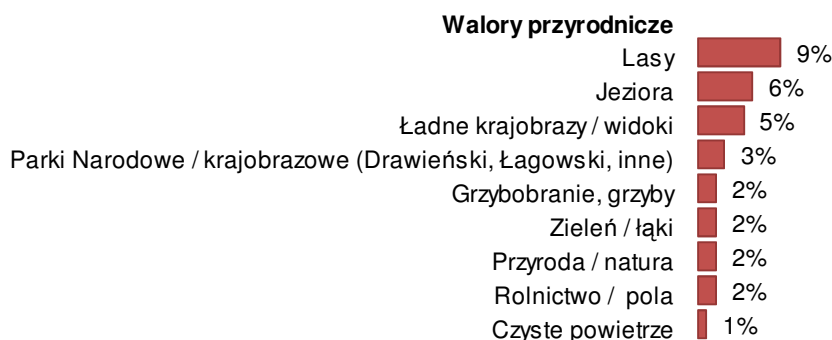 Walory przyrodnicze
Lasy 9%
Jeziora 6%
Ładne krajobrazy / widoki 5%
Parki Narodowe / krajobrazowe (Drawieński, Łagowski, inne) 3%
Grzybobranie, grzyby 2%
Zieleń / łąki 2%
Przyroda / natura 2%
Rolnictwo / pola 2%
Czyste powietrze 1%